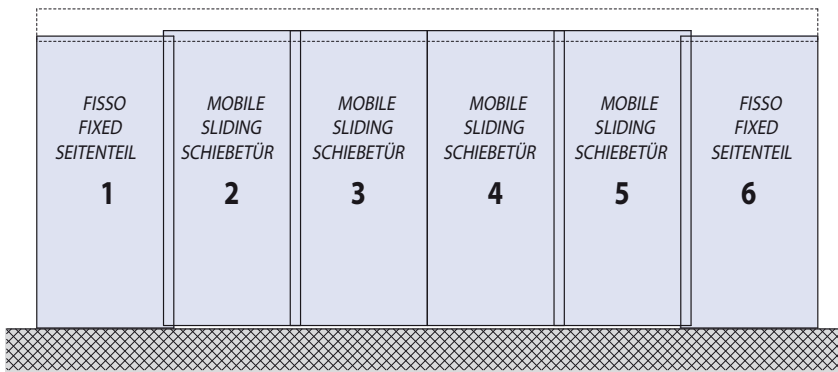 FISSO
FIXED
SEITENTEIL
1
MOBILE
SLIDING
SCHIEBETÜR
2
MOBILE
SLIDING
SCHIEBETÜR
3
MOBILE
SLIDING
SCHIEBETÜR
4
MOBILE
SLIDING
SCHIEBETÜR
5
FISSO
FIXED
SEITENTEIL
6